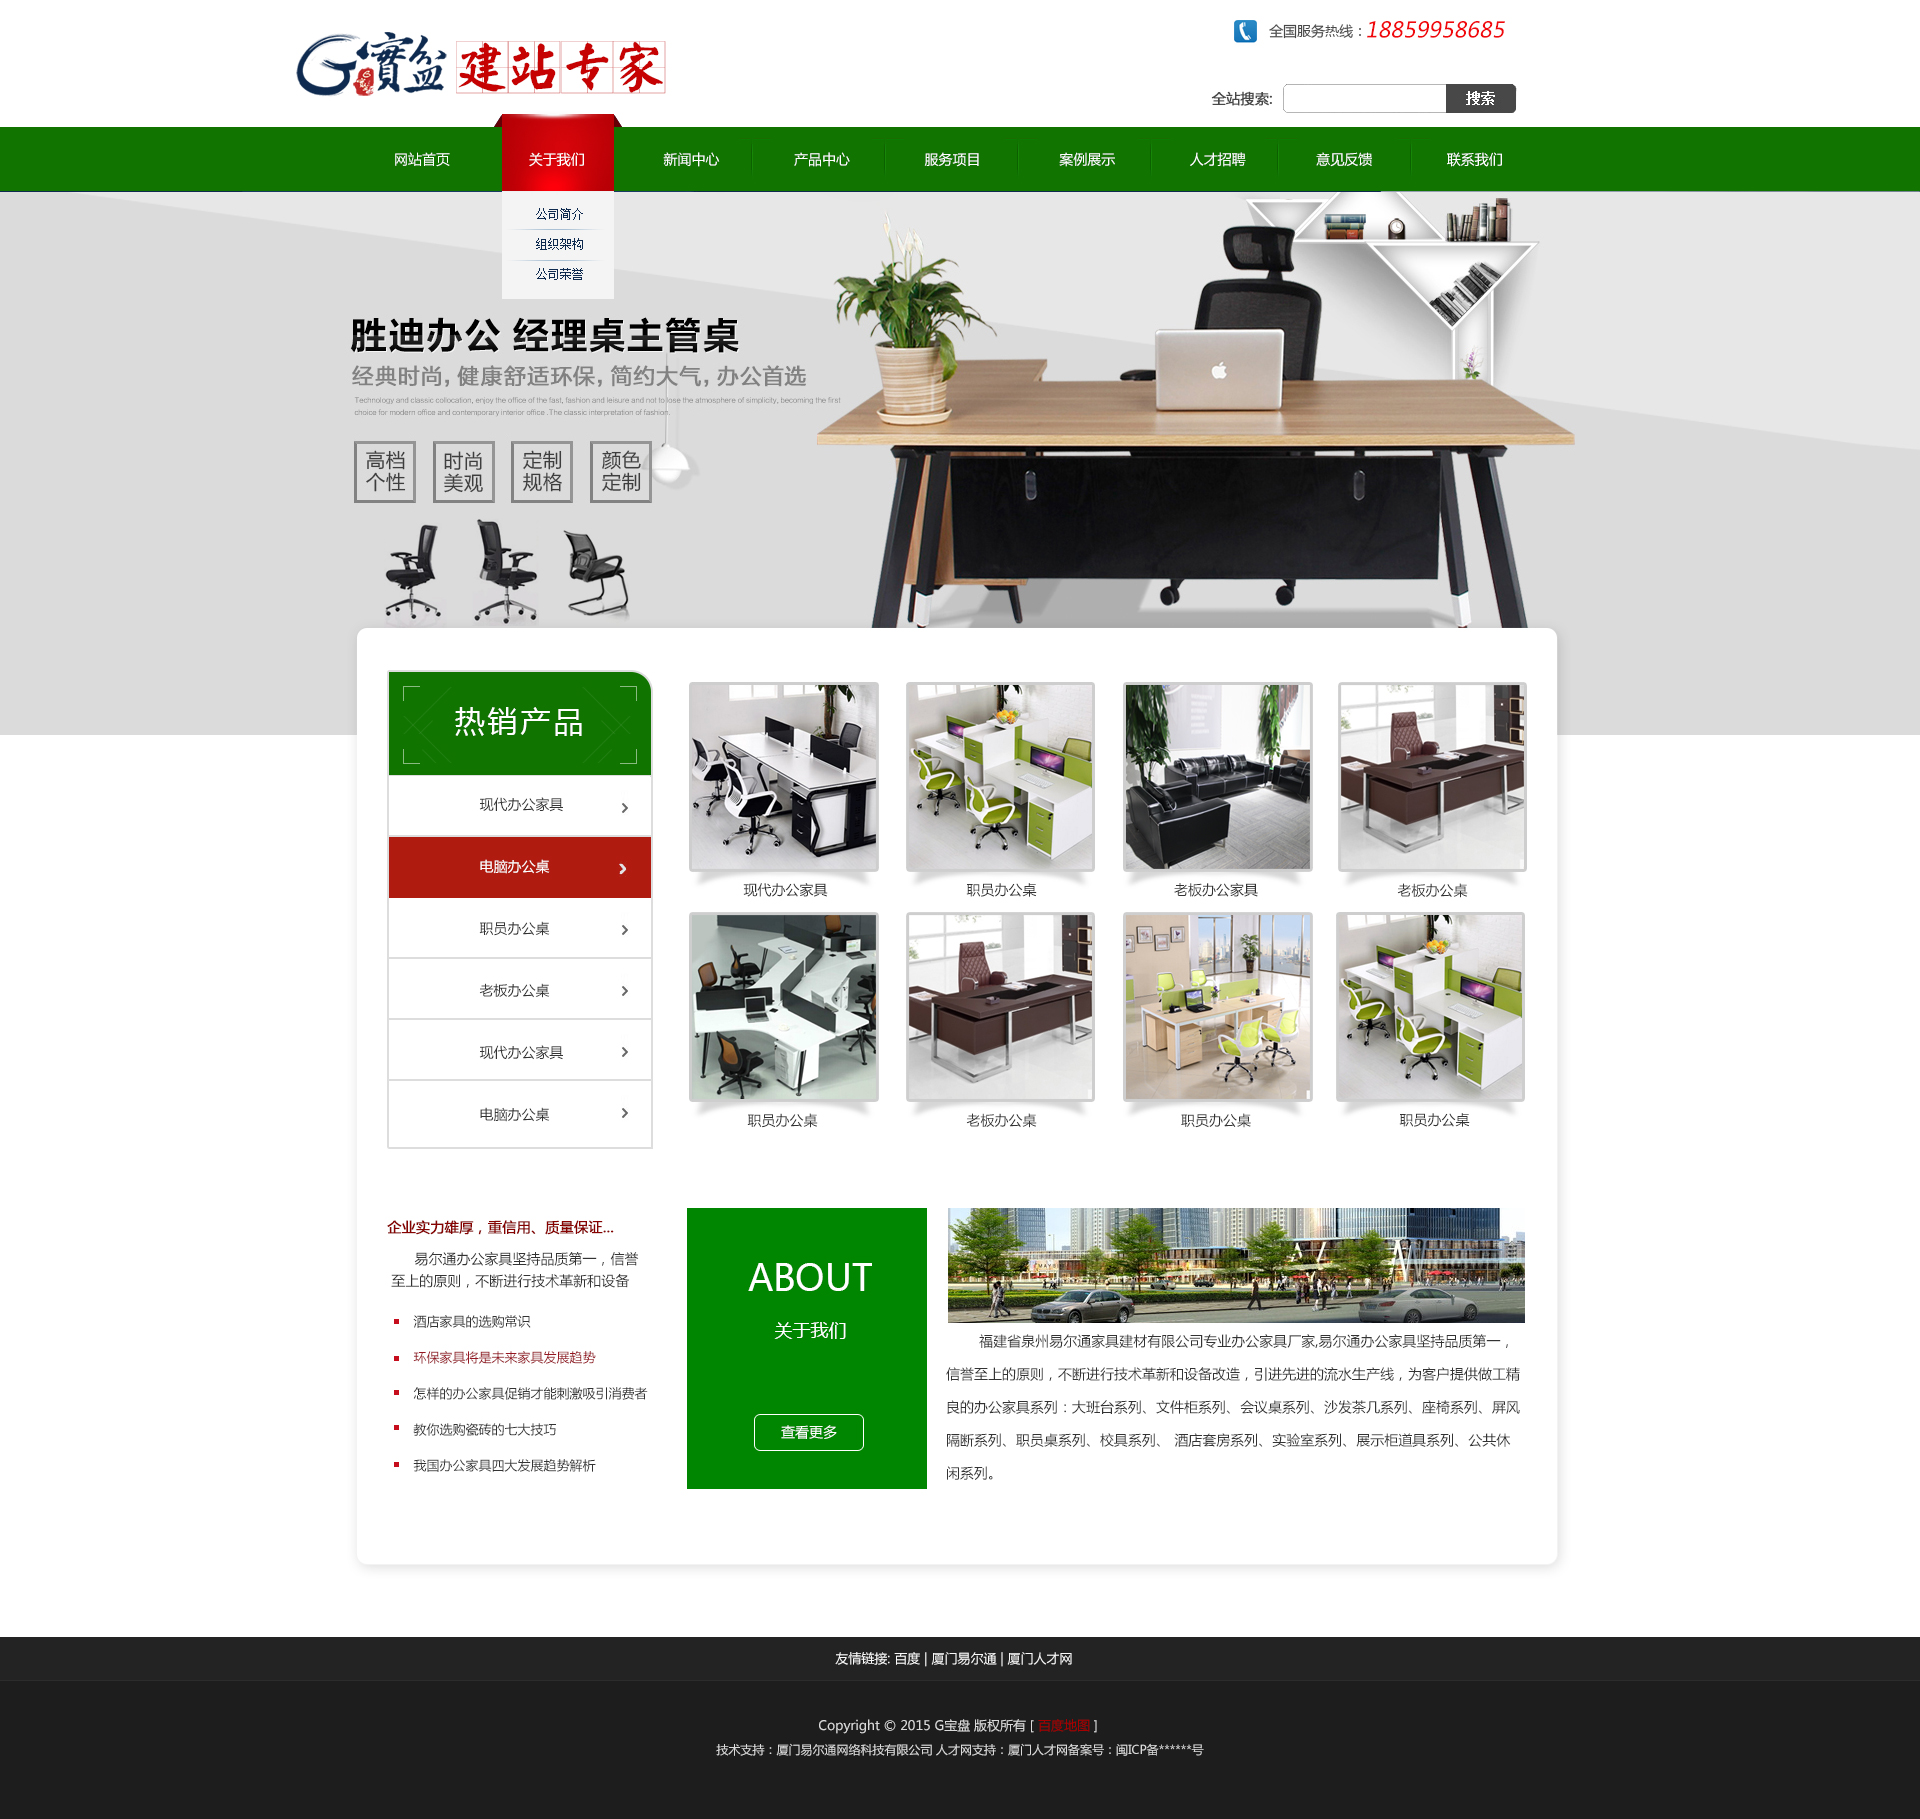 G寶盆 建站专家
全国服务热线：18859958685
全站搜索: 搜索
网站首页 关于我们 新闻中心 产品中心 服务项目 案例展示 人才招聘 意见反馈 联系我们
公司简介
组织架构
公司荣誉
胜迪办公 经理桌主管桌
经典时尚, 健康舒适环保, 简约大气, 办公首选
Technology and classic collocation, enjoy the office of the fast, fashion and leisure and not to lose the atmosphere of simplicity, becoming the first
choice for modern office and contemporary interior office .The classic interpretation of fashion.
高档 时尚 定制 颜色
个性 美观 规格 定制
热销产品
现代办公家具
电脑办公桌
职员办公桌
老板办公桌
现代办公家具
电脑办公桌
现代办公家具 职员办公桌 老板办公家具 老板办公桌
职员办公桌 老板办公桌 职员办公桌 职员办公桌
企业实力雄厚，重信用、质量保证...
易尔通办公家具坚持品质第一，信誉
至上的原则，不断进行技术革新和设备
酒店家具的选购常识
环保家具将是未来家具发展趋势
怎样的办公家具促销才能刺激吸引消费者
教你选购瓷砖的七大技巧
我国办公家具四大发展趋势解析
ABOUT
关于我们
查看更多
福建省泉州易尔通家具建材有限公司专业办公家具厂家,易尔通办公家具坚持品质第一，
信誉至上的原则，不断进行技术革新和设备改造，引进先进的流水生产线，为客户提供做工精
良的办公家具系列：大班台系列、文件柜系列、会议桌系列、沙发茶几系列、座椅系列、屏风
隔断系列、职员桌系列、校具系列、 酒店套房系列、实验室系列、展示柜道具系列、公共休
闲系列。
友情链接: 百度 | 厦门易尔通 | 厦门人才网
Copyright © 2015 G宝盘 版权所有 [ 百度地图 ]
技术支持：厦门易尔通网络科技有限公司 人才网支持：厦门人才网备案号：闽ICP备******号